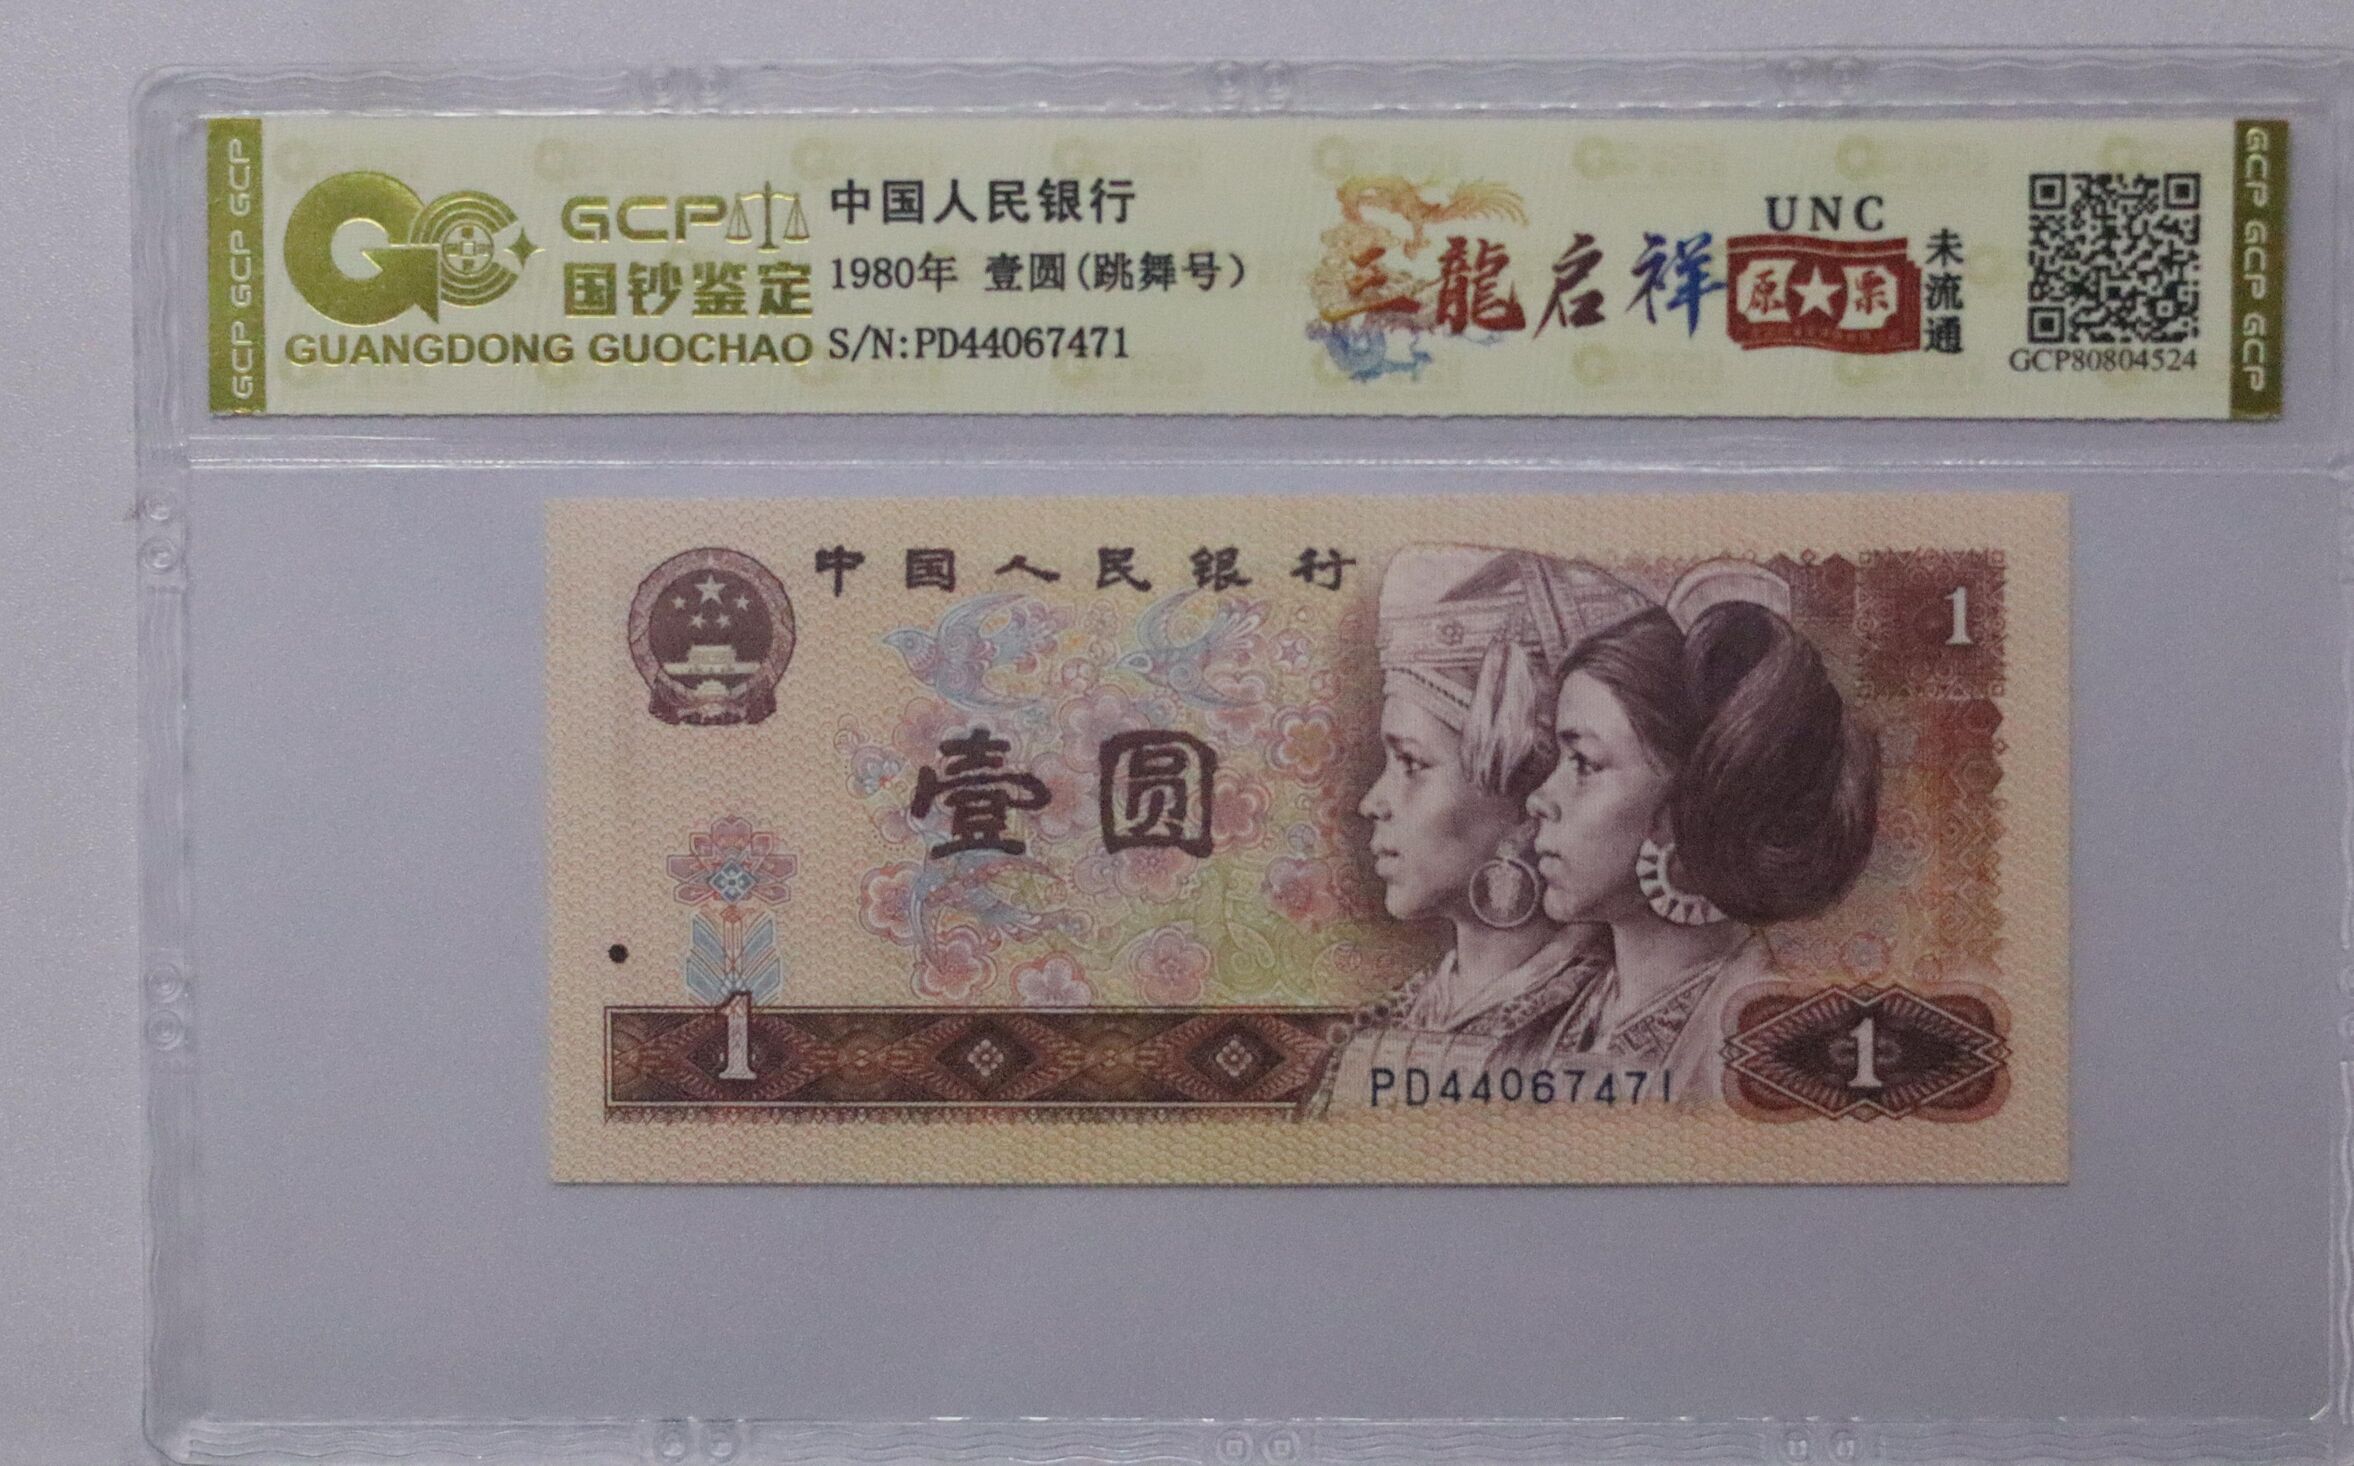 GCP GCP GCP
GCP
国钞鉴定
GUANGDONG GUOCHAO
中国人民银行
1980年 壹圆(跳舞号)
S/N:PD44067471
三龍启祥
UNC
原票
未流通
GCP80804524
GCP GCP GCP
中国人民银行
1
壹圆
1
PD44067471
1